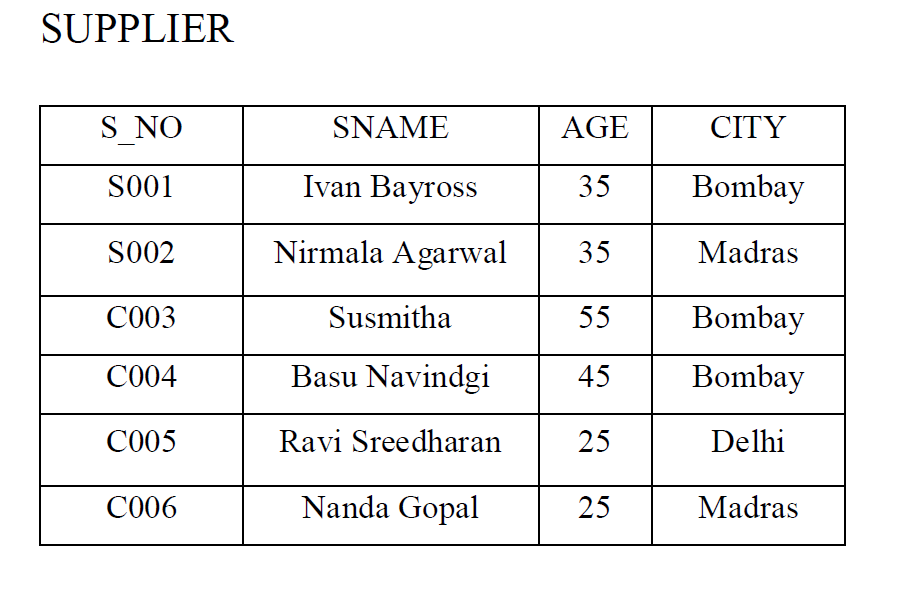 SUPPLIER
S_NO SNAME AGE CITY
S001 Ivan Bayross 35 Bombay
S002 Nirmala Agarwal 35 Madras
C003 Susmitha 55 Bombay
C004 Basu Navindgi 45 Bombay
C005 Ravi Sreedharan 25 Delhi
C006 Nanda Gopal 25 Madras